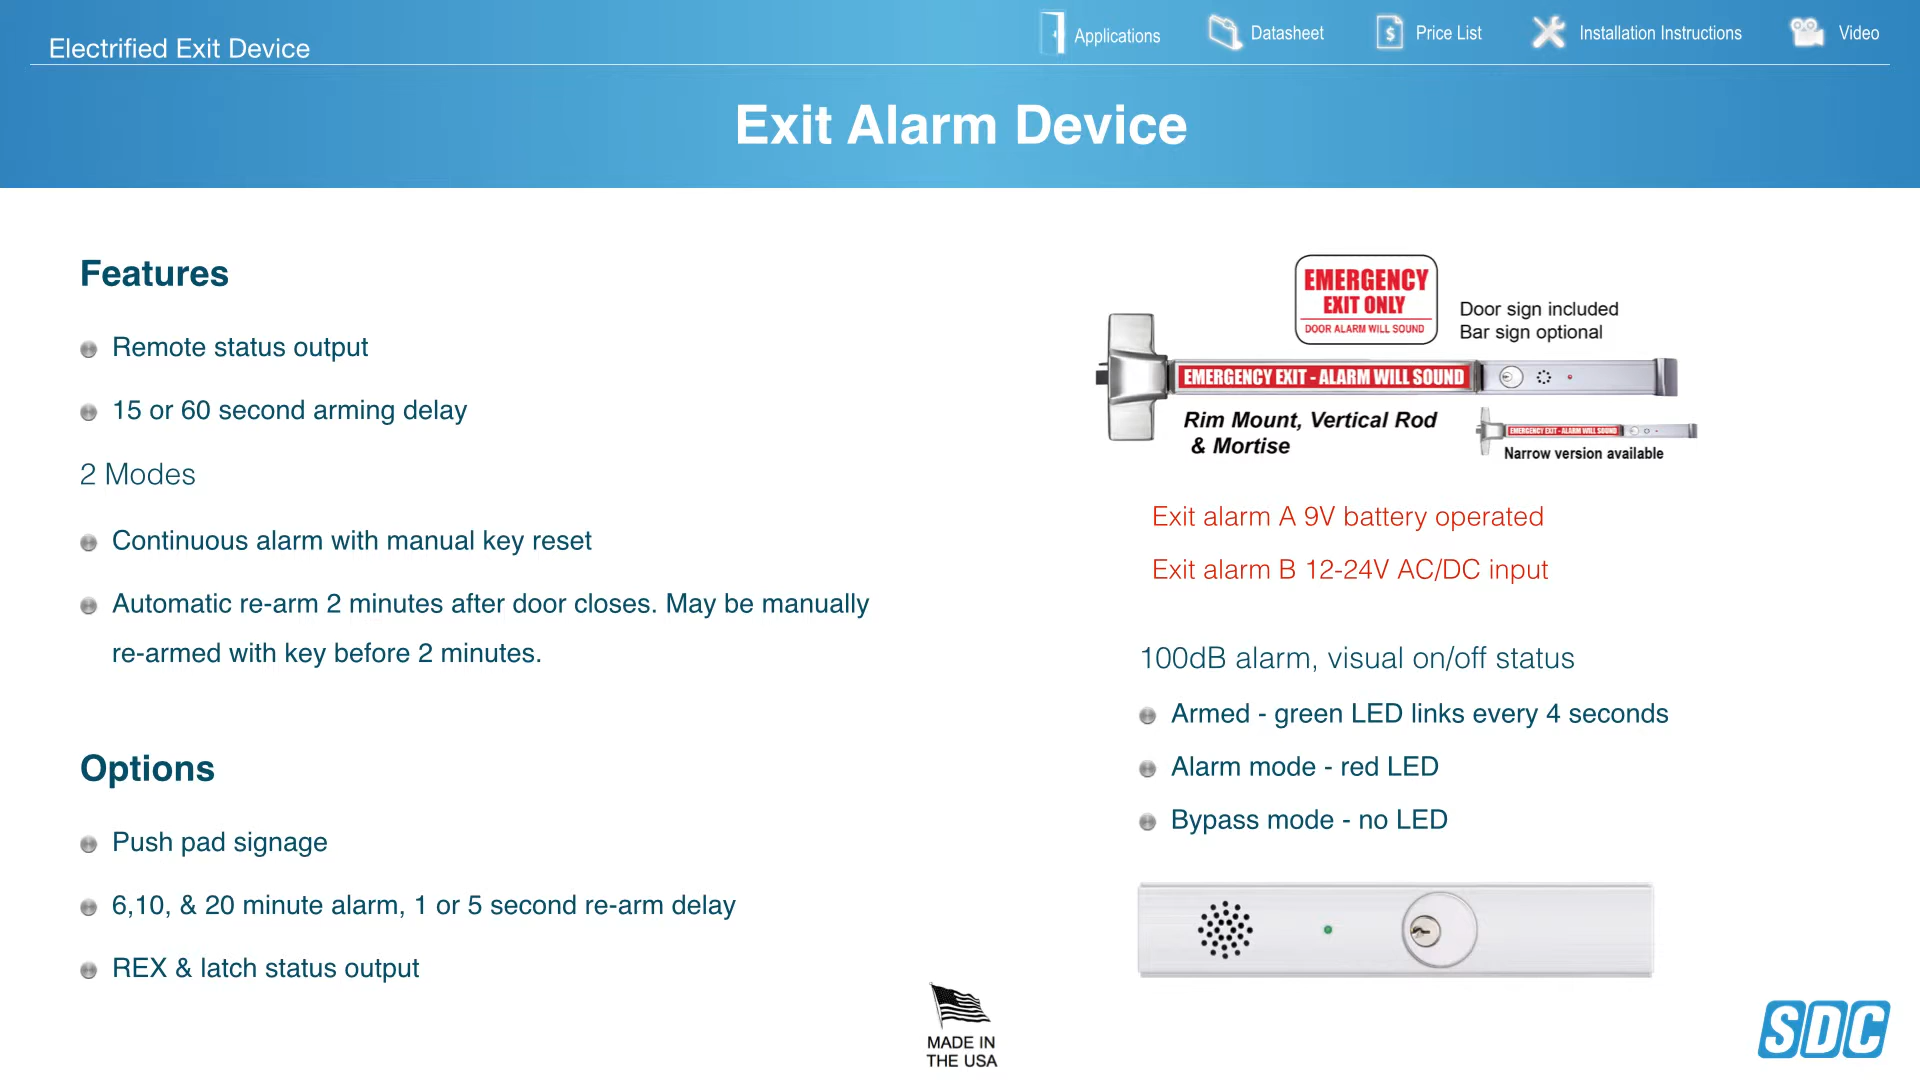 Electrified Exit Device
Applications
Datasheet
$
Price List
Installation Instructions
Video
Exit Alarm Device
Features
Remote status output
15 or 60 second arming delay
2 Modes
Continuous alarm with manual key reset
Automatic re-arm 2 minutes after door closes. May be manually
re-armed with key before 2 minutes.
Options
Push pad signage
6,10, & 20 minute alarm, 1 or 5 second re-arm delay
REX & latch status output
EMERGENCY
EXIT ONLY
DOOR ALARM WILL SOUND
Door sign included
Bar sign optional
EMERGENCY EXIT - ALARM WILL SOUND
Rim Mount, Vertical Rod
& Mortise
EMERGENCY EXIT - ALARM WILL SOUND
Narrow version available
Exit alarm A 9V battery operated
Exit alarm B 12-24V AC/DC input
100dB alarm, visual on/off status
Armed - green LED links every 4 seconds
Alarm mode - red LED
Bypass mode - no LED
MADE IN
THE USA
SDC